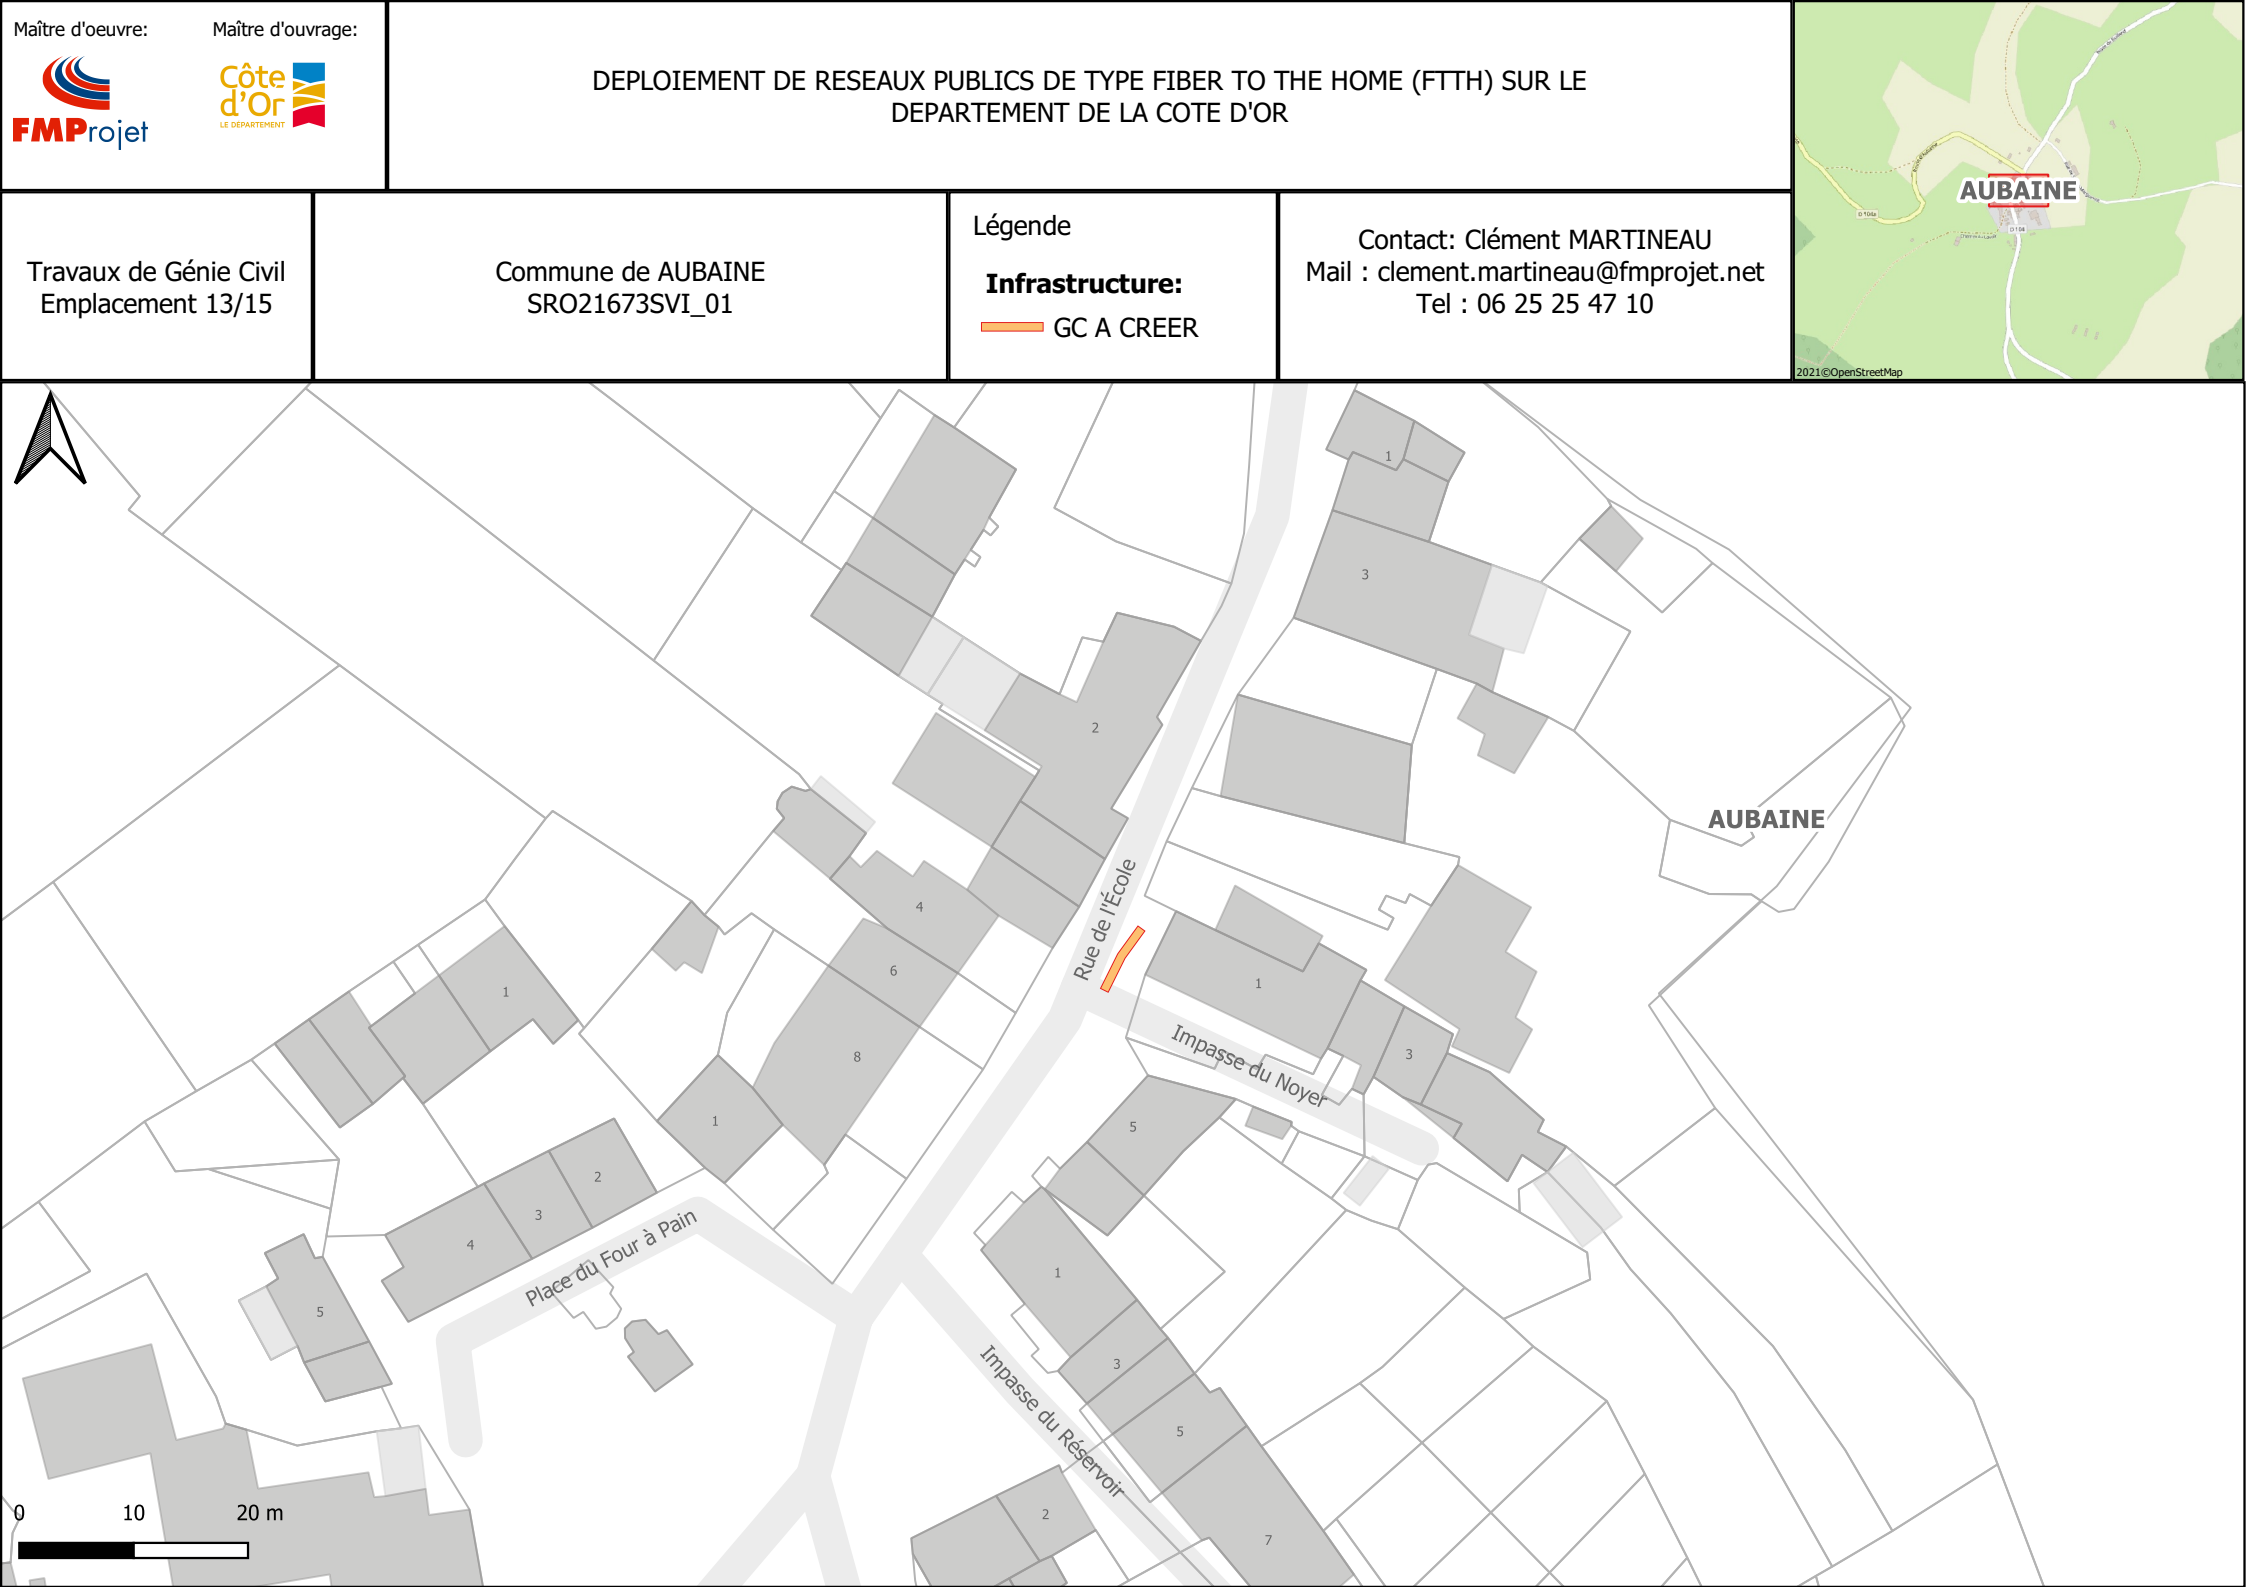 Maître d'oeuvre:
Maître d'ouvrage:
FMProjet
Côte
d'Or
LE DÉPARTEMENT
DEPLOIEMENT DE RESEAUX PUBLICS DE TYPE FIBER TO THE HOME (FTTH) SUR LE
DEPARTEMENT DE LA COTE D'OR
Travaux de Génie Civil
Emplacement 13/15
Commune de AUBAINE
SRO21673SVI_01
Légende
Infrastructure:
GC A CREER
Contact: Clément MARTINEAU
Mail : clement.martineau@fmprojet.net
Tel : 06 25 25 47 10
AUBAINE
D 104a
D 104
2021©OpenStreetMap
1
3
2
AUBAINE
Rue de l'École
4
6
1
1
8
3
Impasse du Noyer
1
5
2
3
4
Place du Four à Pain
1
5
3
Impasse du Réservoir
5
2
7
0
10
20 m